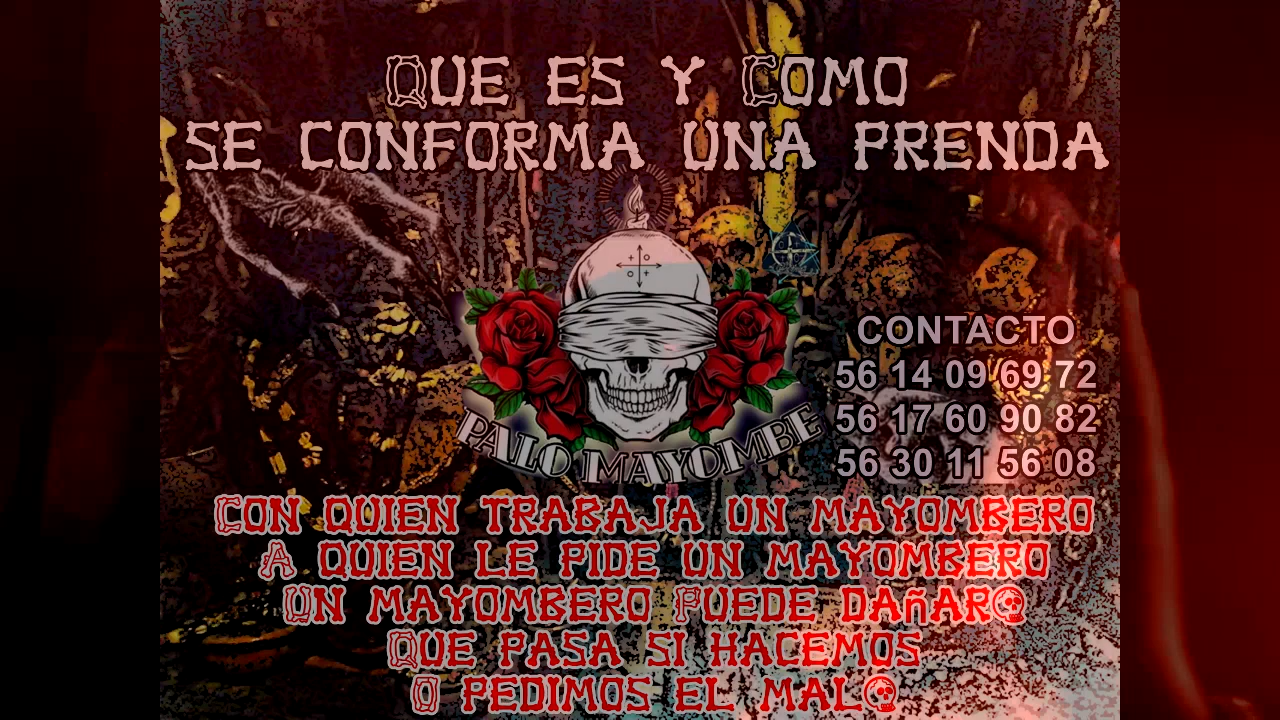 Que es y Como
se conforma una prenda
PALO MAYOMBE
CONTACTO
56 14 09 69 72
56 17 60 90 82
56 30 11 56 08
Con quien trabaja un mayombero
A quien le pide un mayombero
Un mayombero Puede dañar
Que pasa si hacemos
O pedimos el mal